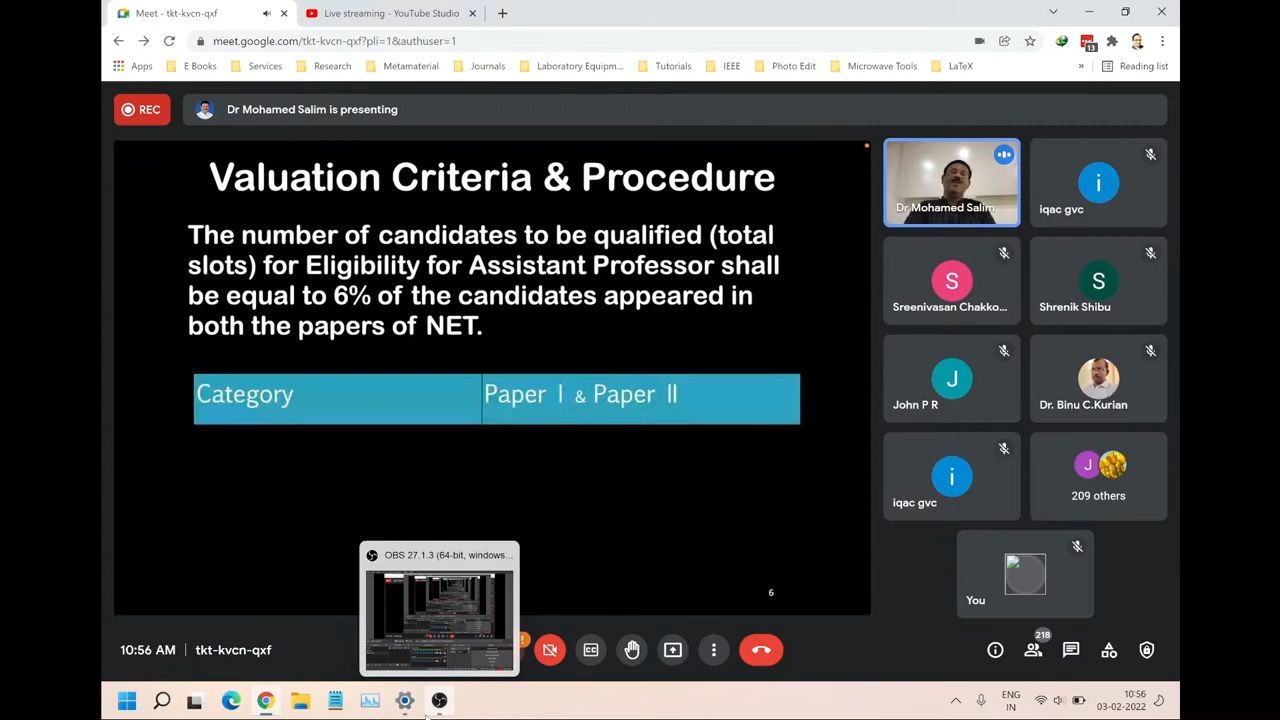 Meet - tkt-kvcn-qxf
Live streaming - YouTube Studio
meet.google.com/tkt-kvcn-qxf?pli=1&authuser=1
13
Apps
E Books
Services
Research
Metamaterial
Journals
Laboratory Equipm...
Tutorials
IEEE
Photo Edit
Microwave Tools
LaTeX
»
Reading list
REC
Dr Mohamed Salim is presenting
Valuation Criteria & Procedure
The number of candidates to be qualified (total
slots) for Eligibility for Assistant Professor shall
be equal to 6% of the candidates appeared in
both the papers of NET.
Category
Paper I & Paper II
6
Dr Mohamed Salim
i
iqac gvc
S
Sreenivasan Chakko...
S
Shrenik Shibu
J
John P R
Dr. Binu C.Kurian
i
iqac gvc
J
209 others
You
OBS 27.1.3 (64-bit, windows...
10:56 AM
tkt-kvcn-qxf
CC
218
ENG
IN
10:56
03-02-2022